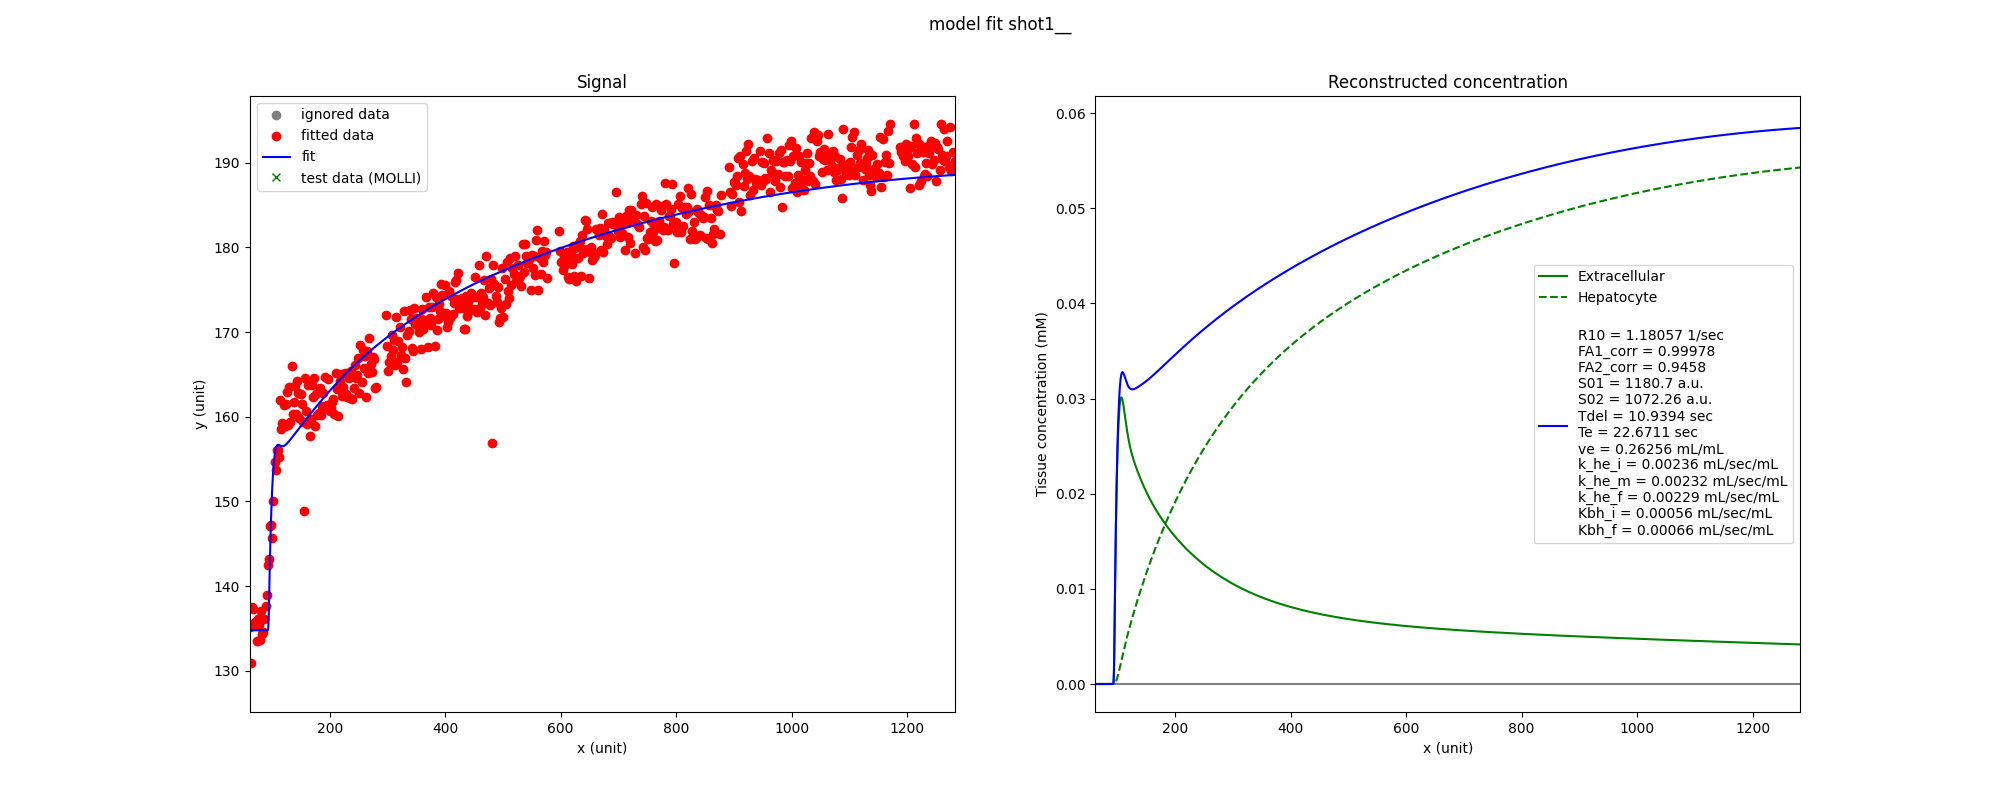 model fit shot1__
Signal
ignored data
fitted data
fit
test data (MOLLI)
190
180
170
160
150
140
130
y (unit)
200 400 600 800 1000 1200
x (unit)
Reconstructed concentration
0.06
0.05
0.04
0.03
0.02
0.01
0.00
Tissue concentration (mM)
Extracellular
Hepatocyte
R10 = 1.18057 1/sec
FA1_corr = 0.99978
FA2_corr = 0.9458
S01 = 1180.7 a.u.
S02 = 1072.26 a.u.
Tdel = 10.9394 sec
Te = 22.6711 sec
ve = 0.26256 mL/mL
k_he_i = 0.00236 mL/sec/mL
k_he_m = 0.00232 mL/sec/mL
k_he_f = 0.00229 mL/sec/mL
Kbh_i = 0.00056 mL/sec/mL
Kbh_f = 0.00066 mL/sec/mL
200 400 600 800 1000 1200
x (unit)